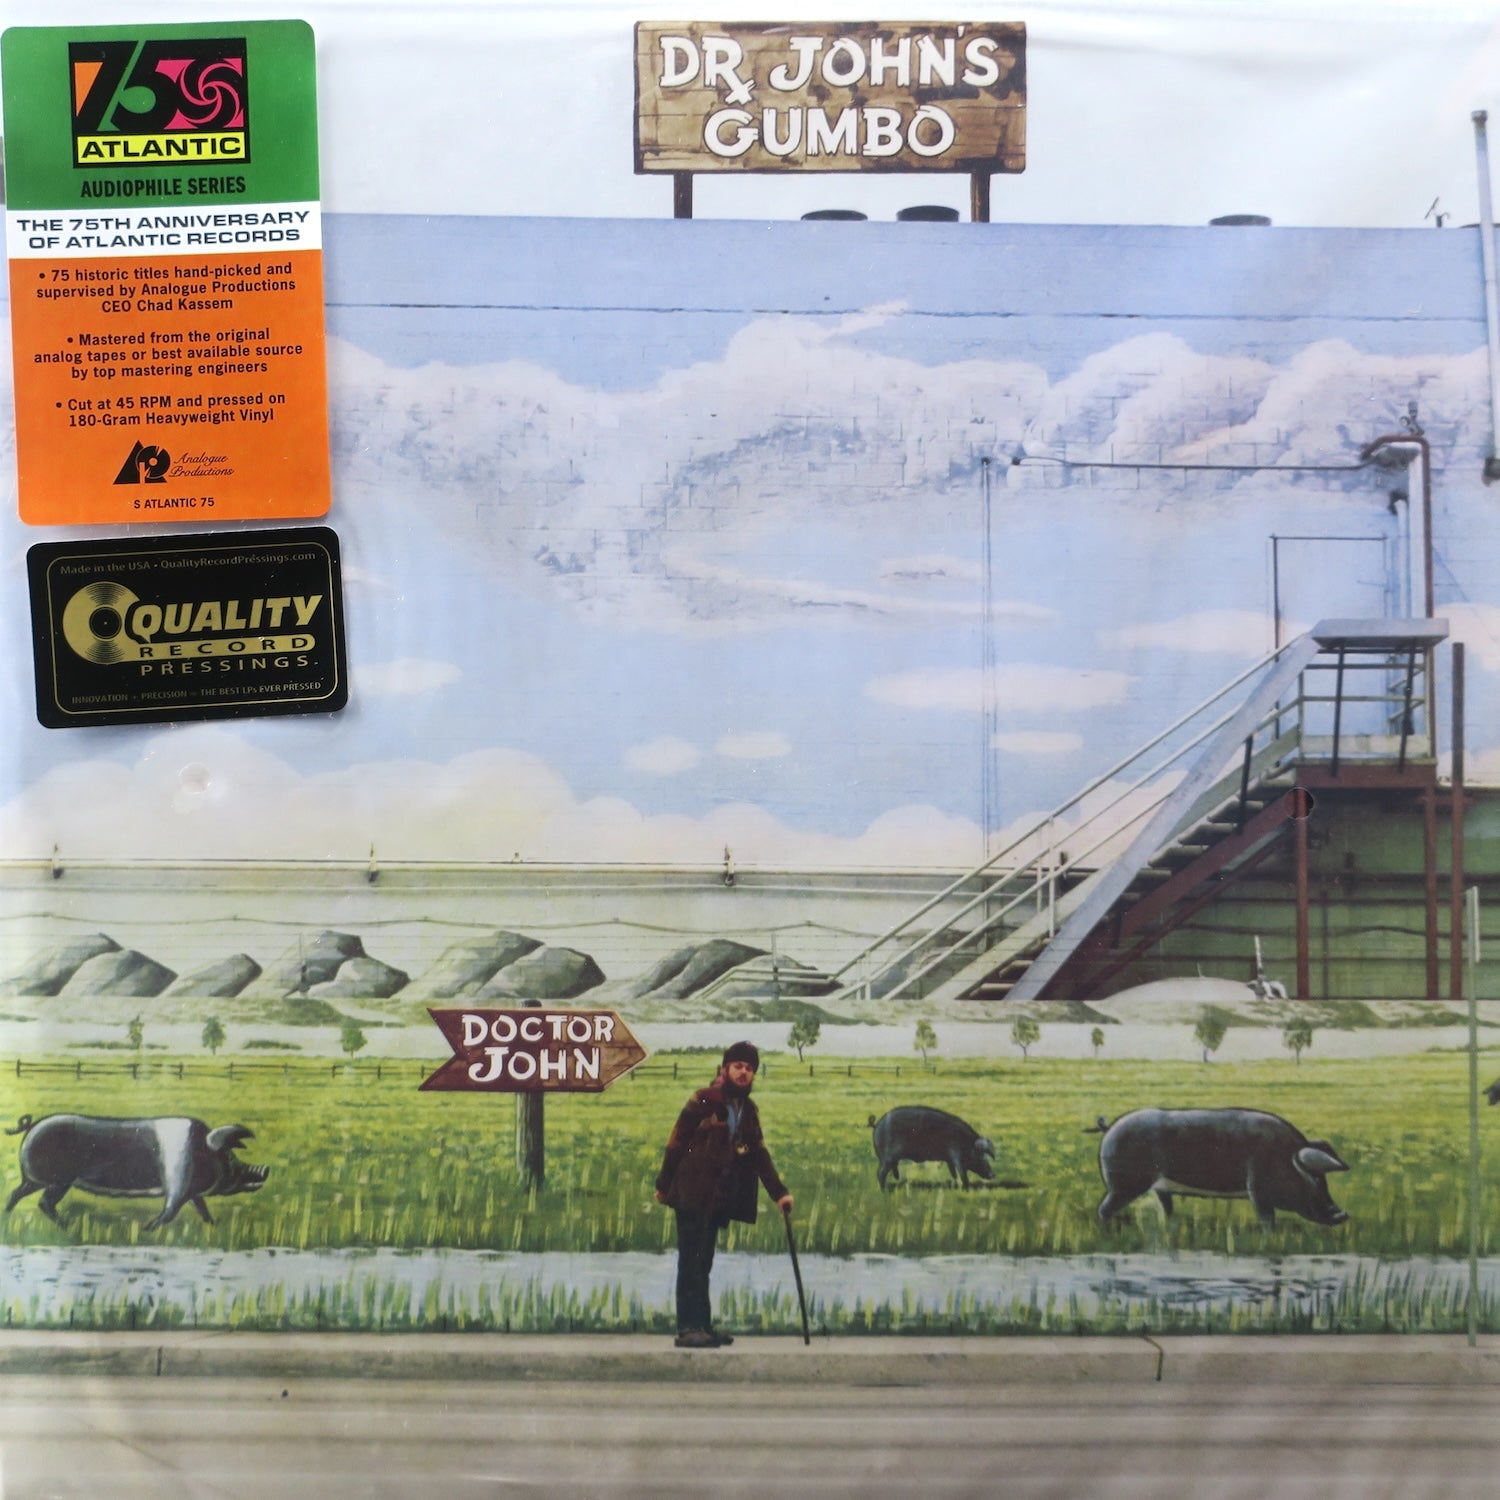 DR. JOHN'S
GUMBO
75
ATLANTIC
AUDIOPHILE SERIES
THE 75TH ANNIVERSARY
OF ATLANTIC RECORDS
• 75 historic titles hand-picked and
supervised by Analogue Productions
CEO Chad Kassem
• Mastered from the original
analog tapes or best available source
by top mastering engineers
• Cut at 45 RPM and pressed on
180-Gram Heavyweight Vinyl
AP
Analogue
Productions
S ATLANTIC 75
Made in the USA - QualityRecordPressings.com
QUALITY
RECORD
PRESSINGS
INNOVATION + PRECISION = THE BEST LPs EVER PRESSED
DOCTOR
JOHN